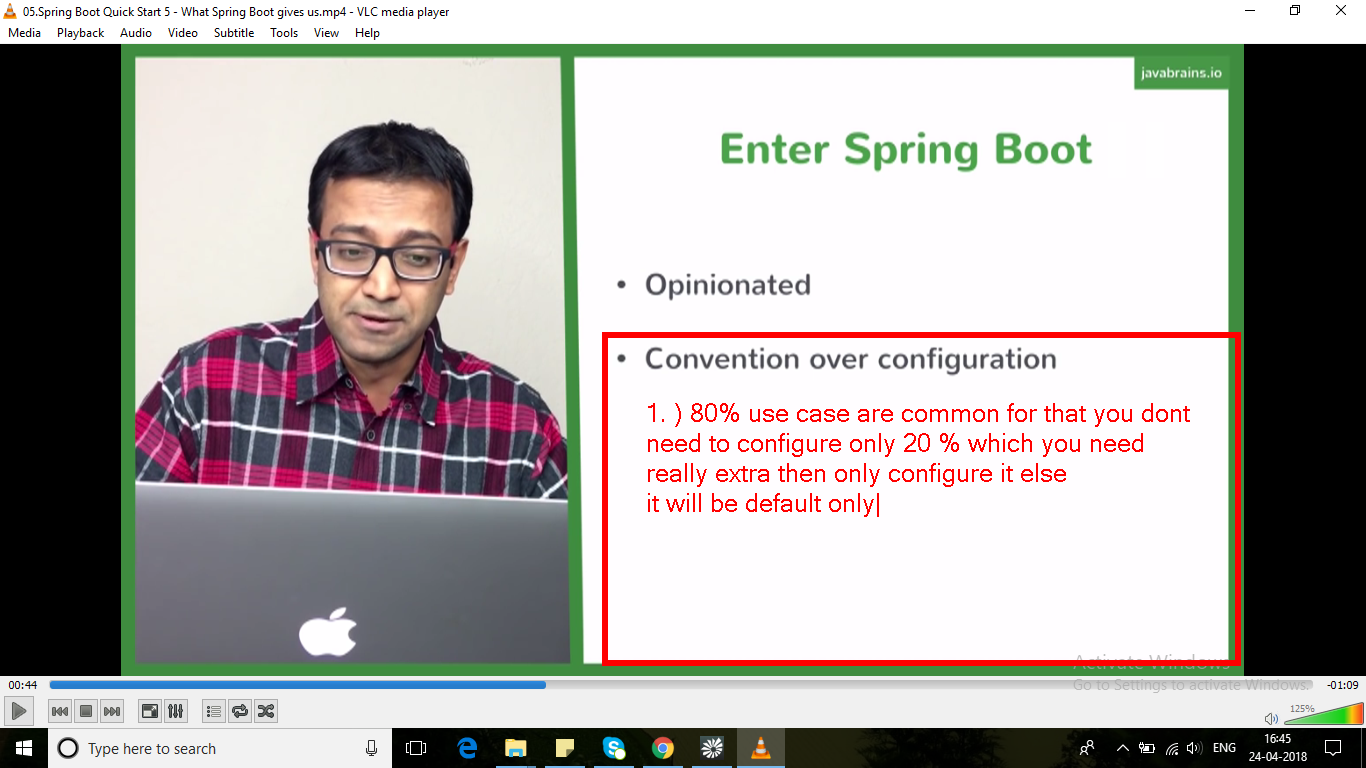 05.Spring Boot Quick Start 5 - What Spring Boot gives us.mp4 - VLC media player
Media Playback Audio Video Subtitle Tools View Help
javabrains.io
Enter Spring Boot
• Opinionated
• Convention over configuration
1. ) 80% use case are common for that you dont
need to configure only 20 % which you need
really extra then only configure it else
it will be default only
Activate Windows
Go to Settings to activate Windows.
00:44 -01:09
125%
Type here to search
ENG
16:45
24-04-2018